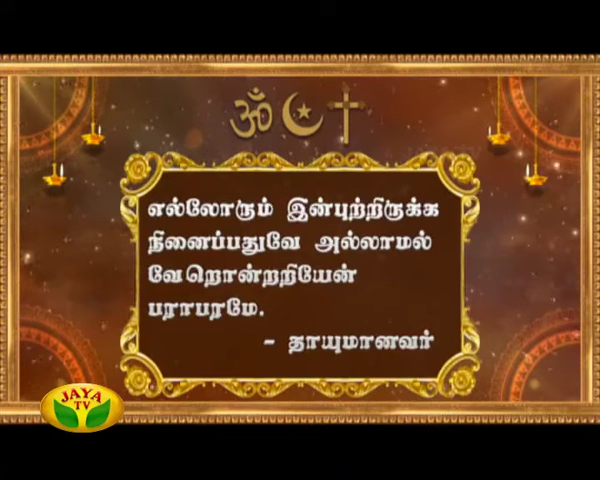 ॐ
எல்லோரும் இன்புற்றிருக்க
நினைப்பதுவே அல்லாமல்
வேறொன்றறியேன்
பராபரமே.
- தாயுமானவர்
JAYA
TV